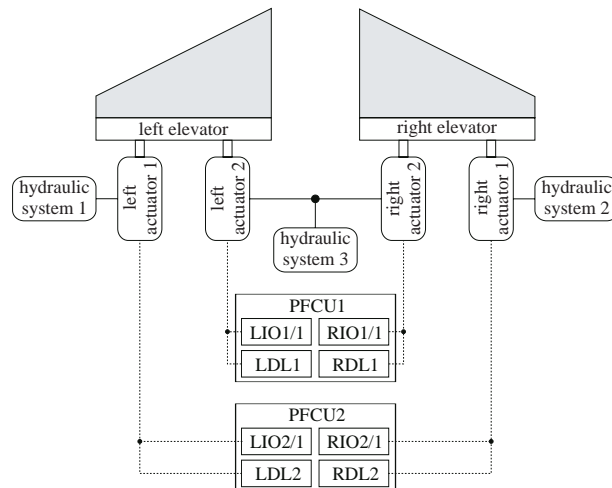 left elevator
right elevator
hydraulic
system 1
left
actuator 1
left
actuator 2
right
actuator 2
right
actuator 1
hydraulic
system 2
hydraulic
system 3
PFCU1
LIO1/1
RIO1/1
LDL1
RDL1
PFCU2
LIO2/1
RIO2/1
LDL2
RDL2